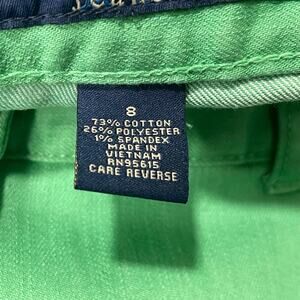 8
73% COTTON
26% POLYESTER
1% SPANDEX
MADE IN
VIETNAM
RN95615
CARE REVERSE